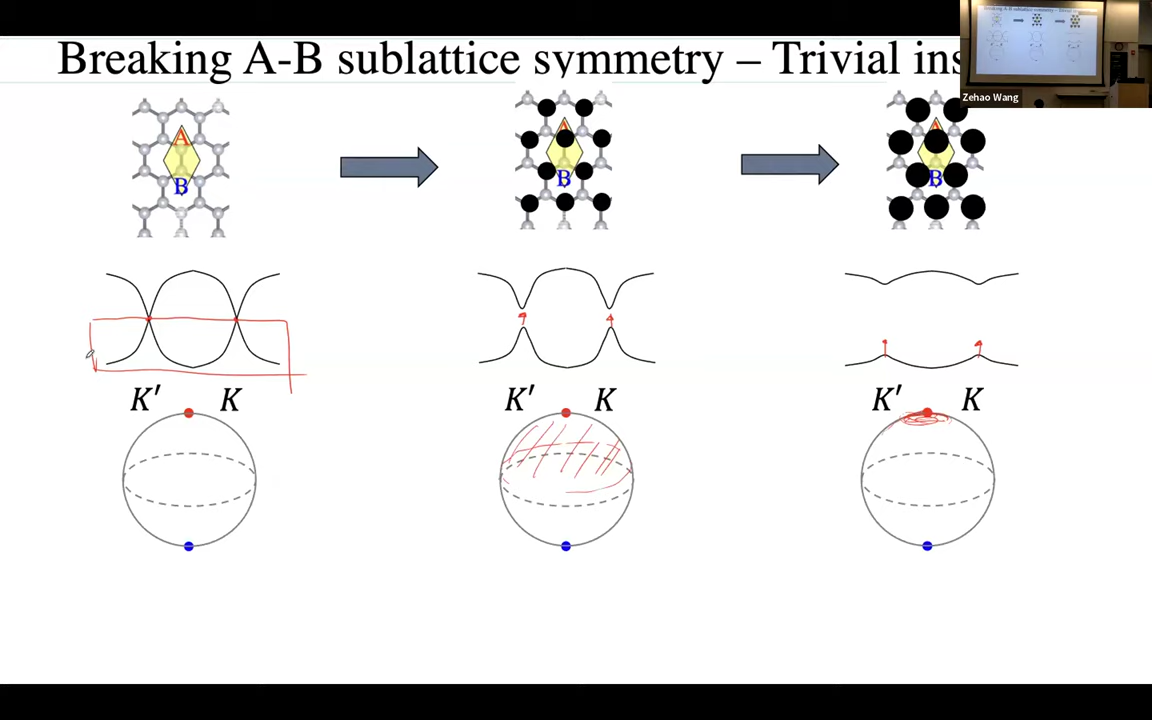 Breaking A-B sublattice symmetry – Trivial ins
Zehao Wang
A
B
B
B
K′ K
K′ K
K′ K